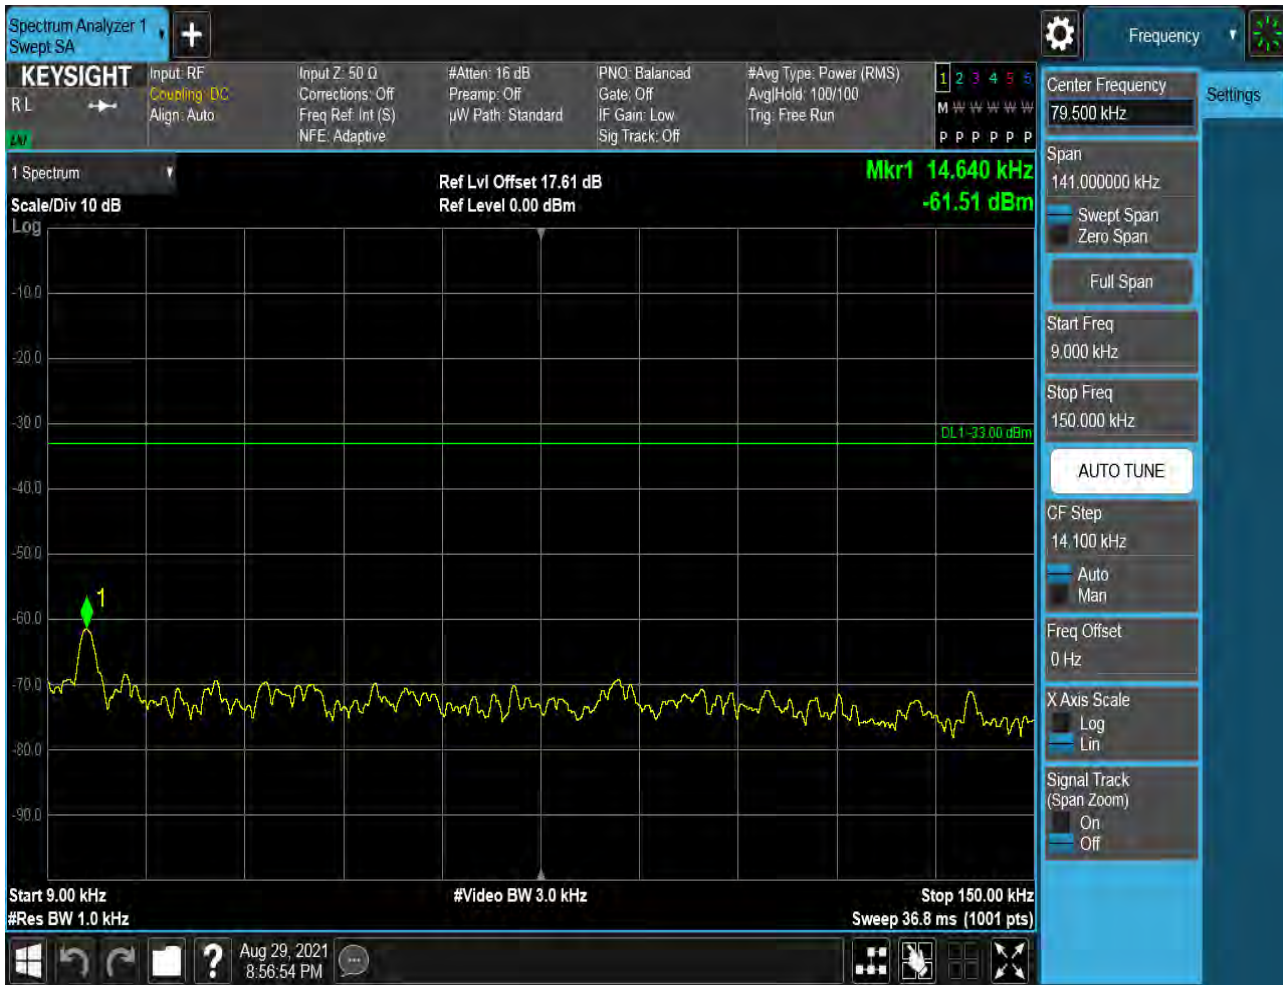 Spectrum Analyzer 1
Swept SA
+
Frequency
KEYSIGHT
R L
Input: RF
Coupling: DC
Align: Auto
Input Z: 50 Ω
Corrections: Off
Freq Ref: Int (S)
NFE: Adaptive
#Atten: 16 dB
Preamp: Off
µW Path: Standard
PNO: Balanced
Gate: Off
IF Gain: Low
Sig Track: Off
#Avg Type: Power (RMS)
Avg|Hold: 100/100
Trig: Free Run
1 2 3 4 5 6
M W W W W W
P P P P P P
1 Spectrum
Scale/Div 10 dB
Log
Ref Lvl Offset 17.61 dB
Ref Level 0.00 dBm
Mkr1 14.640 kHz
-61.51 dBm
-10.0
-20.0
-30.0
DL1 -33.00 dBm
-40.0
-50.0
1
-60.0
-70.0
-80.0
-90.0
Start 9.00 kHz
#Video BW 3.0 kHz
Stop 150.00 kHz
#Res BW 1.0 kHz
Sweep 36.8 ms (1001 pts)
?
Aug 29, 2021
8:56:54 PM
Center Frequency
79.500 kHz
Settings
Span
141.000000 kHz
Swept Span
Zero Span
Full Span
Start Freq
9.000 kHz
Stop Freq
150.000 kHz
AUTO TUNE
CF Step
14.100 kHz
Auto
Man
Freq Offset
0 Hz
X Axis Scale
Log
Lin
Signal Track
(Span Zoom)
On
Off